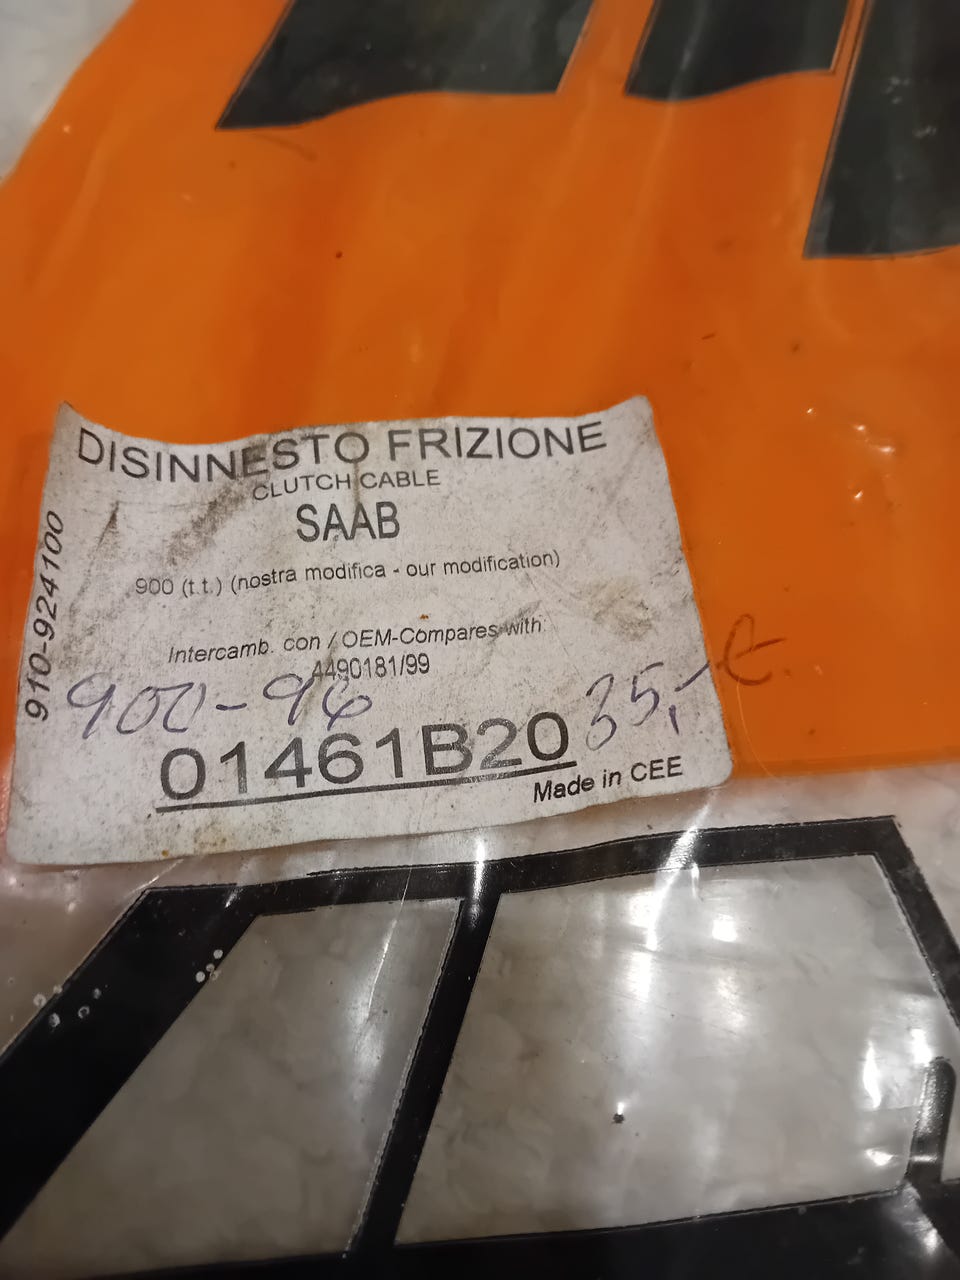 DISINNESTO FRIZIONE
CLUTCH CABLE
SAAB
900 (t.t.) (nostra modifica - our modification)
Intercamb. con / OEM-Compares with:
4490181/99
900-96
35,- €.
01461B20
Made in CEE
910-924100